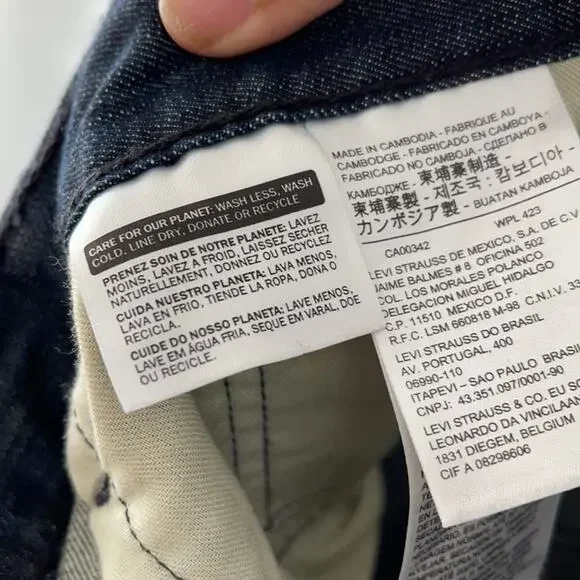 CARE FOR OUR PLANET: WASH LESS, WASH
COLD, LINE DRY, DONATE OR RECYCLE
PRENEZ SOIN DE NOTRE PLANETE: LAVEZ
MOINS, LAVEZ À FROID, LAISSEZ SÉCHER
NATURELLEMENT, DONNEZ OU RECYCLEZ
CUIDA NUESTRO PLANETA: LAVA MENOS,
LAVA EN FRIO, TIENDE LA ROPA, DONA O
RECICLA.
CUIDE DO NOSSO PLANETA: LAVE MENOS,
LAVE EM ÁGUA FRIA, SEQUE EM VARAL, DOE
OU RECICLE.
MADE IN CAMBODIA - FABRIQUE AU
CAMBODGE - FABRICADO EN CAMBOYA -
FABRICADO NO CAMBOJA - СДЕЛАНО В
КАМБОДЖЕ - 柬埔寨制造 -
柬埔寨製 - 제조국 : 캄보디아 -
カンボジア製 - BUATAN KAMBOJA
CA00342 WPL 423
LEVI STRAUSS DE MEXICO, S.A. DE C.V.
JAIME BALMES # 8 OFICINA 502
COL. LOS MORALES POLANCO
DELEGACION MIGUEL HIDALGO
C.P. 11510 MEXICO D.F.
R.F.C. LSM 660818 M-98 C.N.I.V. 33
LEVI STRAUSS DO BRASIL
AV. PORTUGAL, 400
06990-110
ITAPEVI - SAO PAULO BRASIL
CNPJ: 43.351.097/0001-90
LEVI STRAUSS & CO. EU SA
LEONARDO DA VINCILAAN
1831 DIEGEM, BELGIUM
CIF A 08298606